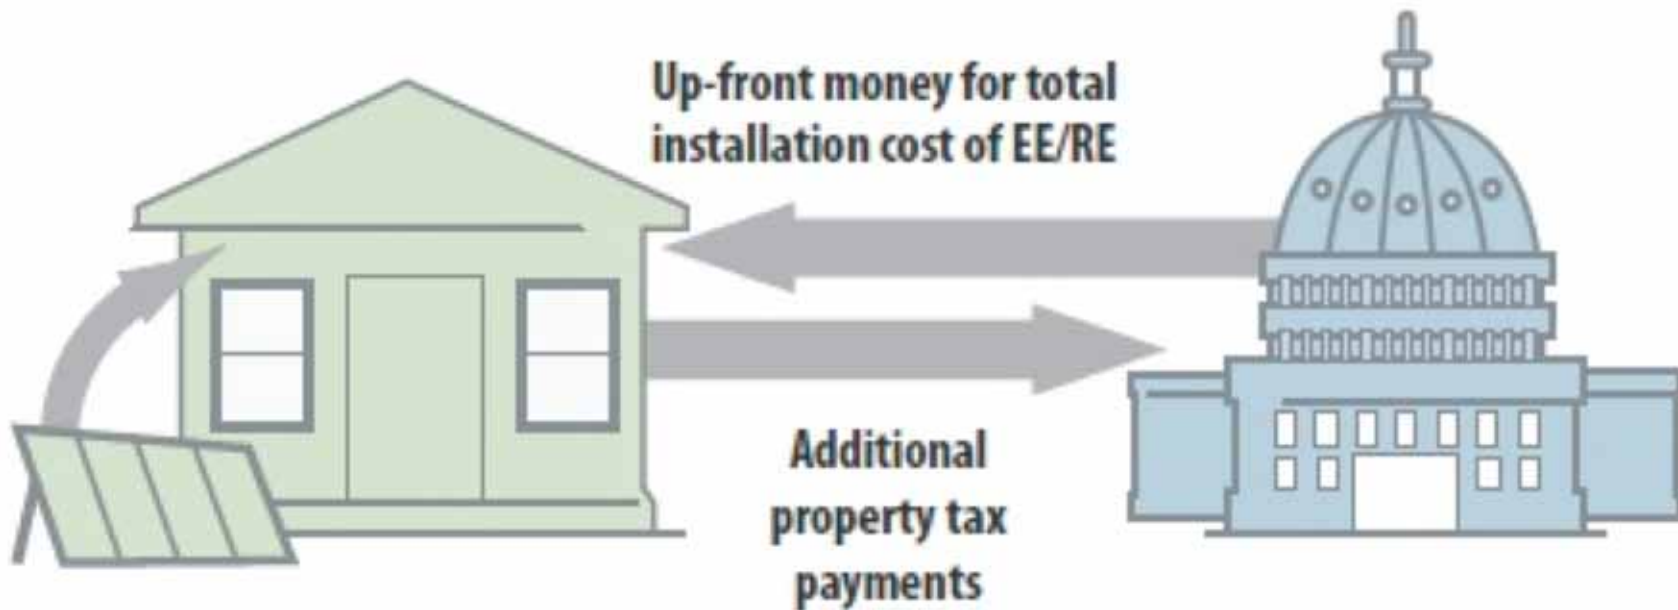 Up-front money for total
installation cost of EE/RE
Additional
property tax
payments